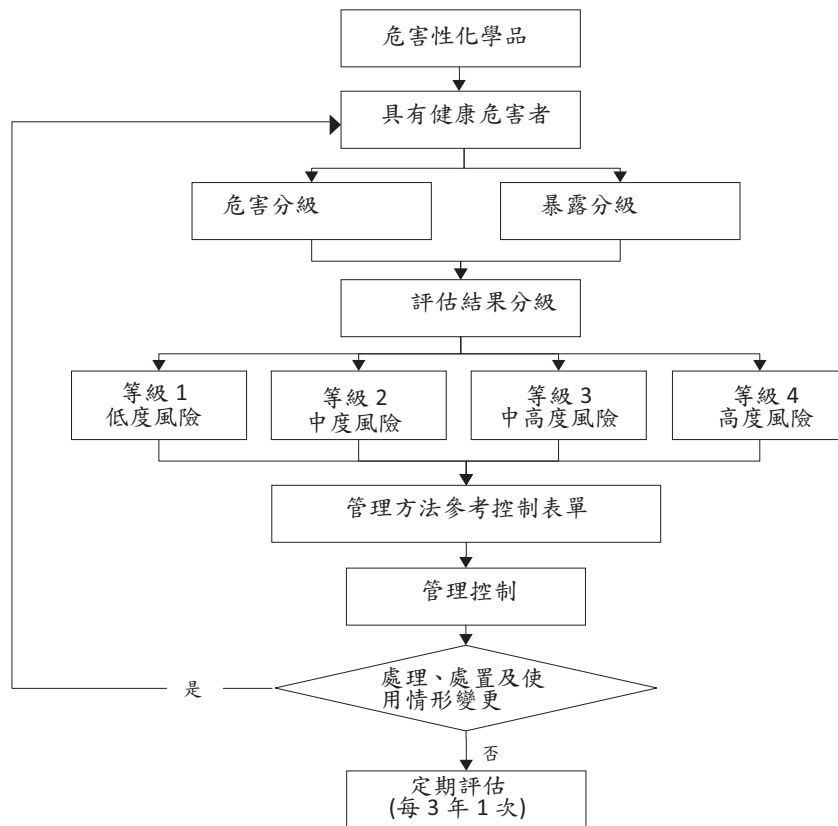 危害性化學品
具有健康危害者
危害分級
暴露分級
評估結果分級
等級 1
低度風險
等級 2
中度風險
等級 3
中高度風險
等級 4
高度風險
管理方法參考控制表單
管理控制
處理、處置及使
用情形變更
是
否
定期評估
(每 3 年 1 次)